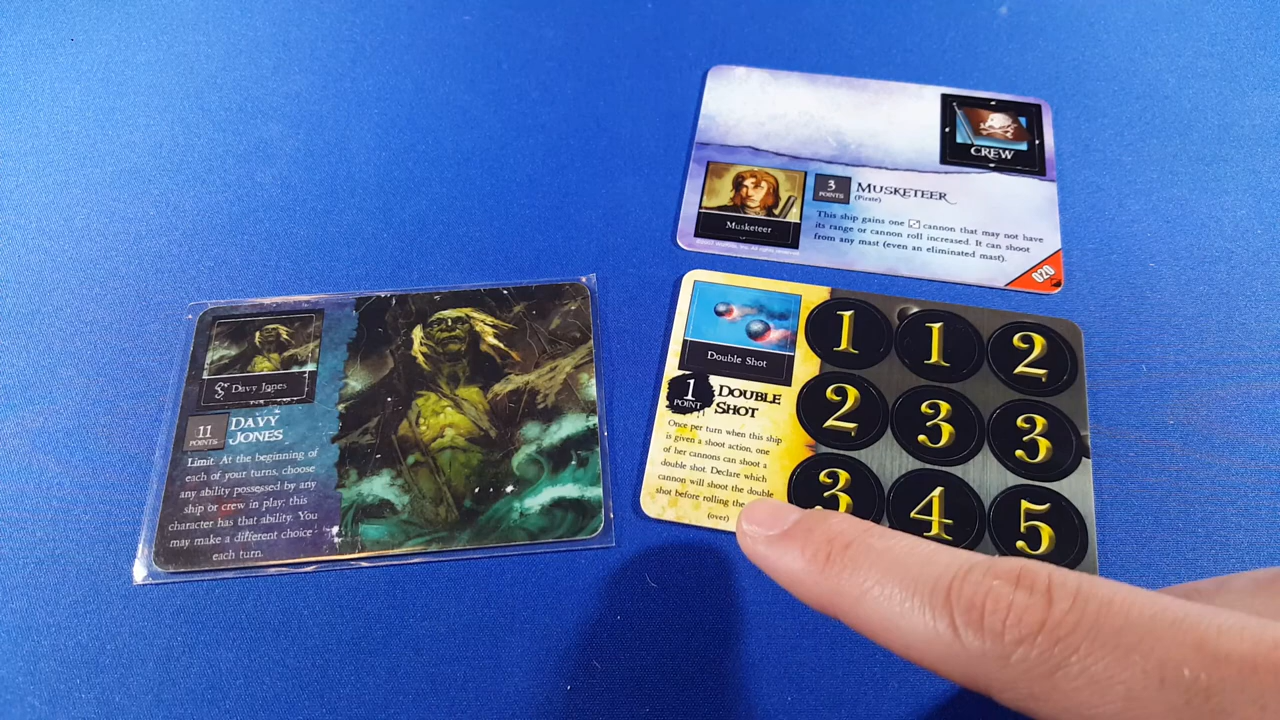 CREW
3
POINTS
MUSKETEER
(Pirate)
Musketeer
This ship gains one cannon that may not have
its range or cannon roll increased. It can shoot
from any mast (even an eliminated mast).
020
Davy Jones
11
POINTS
DAVY
JONES
Limit. At the beginning of
each of your turns, choose
any ability possessed by any
ship or crew in play; this
character has that ability. You
may make a different choice
each turn.
Double Shot
1
POINT
DOUBLE
SHOT
Once per turn when this ship
is given a shoot action, one
of her cannons can shoot a
double shot. Declare which
cannon will shoot the double
shot before rolling the
(over)
1 1 2
2 3 3
3 4 5